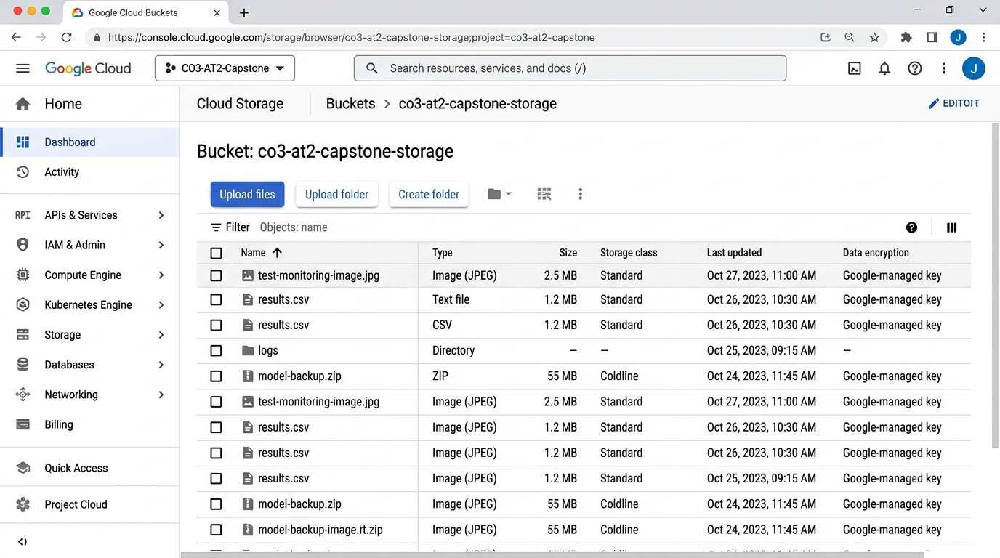 Google Cloud Buckets
https://console.cloud.google.com/storage/browser/co3-at2-capstone-storage;project=co3-at2-capstone
J
Google Cloud
CO3-AT2-Capstone
Search resources, services, and docs (/)
J
Home
Dashboard
Activity
API APIs & Services
IAM & Admin
Compute Engine
Kubernetes Engine
Storage
Databases
Networking
Billing
Quick Access
Project Cloud
Cloud Storage Buckets > co3-at2-capstone-storage
Bucket: co3-at2-capstone-storage
Upload files Upload folder Create folder
Filter Objects: name
Name Type Size Storage class Last updated Data encryption
test-monitoring-image.jpg Image (JPEG) 2.5 MB Standard Oct 27, 2023, 11:00 AM Google-managed key
results.csv Text file 1.2 MB Standard Oct 26, 2023, 10:30 AM Google-managed key
results.csv CSV 1.2 MB Standard Oct 26, 2023, 10:30 AM Google-managed key
logs Directory — — Oct 25, 2023, 09:15 AM —
model-backup.zip ZIP 55 MB Coldline Oct 24, 2023, 11:45 AM Google-managed key
test-monitoring-image.jpg Image (JPEG) 2.5 MB Standard Oct 27, 2023, 11:00 AM Google-managed key
results.csv Image (JPEG) 1.2 MB Standard Oct 26, 2023, 10:30 AM Google-managed key
results.csv Image (JPEG) 1.2 MB Standard Oct 26, 2023, 10:30 AM Google-managed key
results.csv Image (JPEG) 1.2 MB Standard Oct 25, 2023, 09:15 AM Google-managed key
model-backup.zip Image (JPEG) 55 MB Coldline Oct 24, 2023, 11:45 AM Google-managed key
model-backup-image.rt.zip Image (JPEG) 55 MB Coldline Oct 24, 2023, 11:45 AM Google-managed key